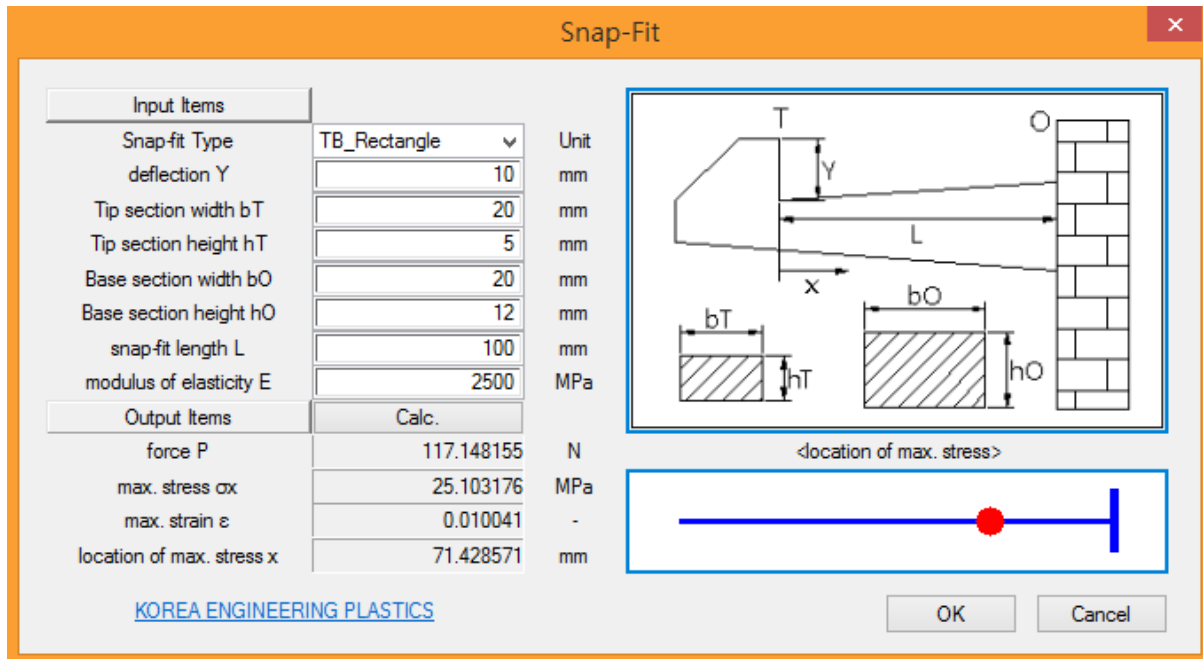 Snap-Fit
Input Items
Snap-fit Type TB_Rectangle Unit
deflection Y 10 mm
Tip section width bT 20 mm
Tip section height hT 5 mm
Base section width bO 20 mm
Base section height hO 12 mm
snap-fit length L 100 mm
modulus of elasticity E 2500 MPa
Output Items Calc.
force P 117.148155 N
max. stress σx 25.103176 MPa
max. strain ε 0.010041 -
location of max. stress x 71.428571 mm
KOREA ENGINEERING PLASTICS
T
O
Y
L
x
bT
bO
hT
hO
<location of max. stress>
OK Cancel